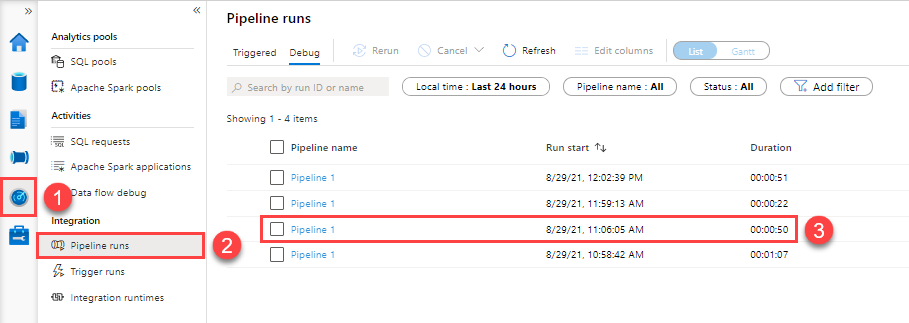 »
«
Analytics pools
SQL pools
Apache Spark pools
Activities
SQL requests
Apache Spark applications
Data flow debug
1
Integration
Pipeline runs
2
Trigger runs
Integration runtimes
Pipeline runs
Triggered Debug Rerun Cancel Refresh Edit columns List Gantt
Search by run ID or name Local time : Last 24 hours Pipeline name : All Status : All Add filter
Showing 1 - 4 items
Pipeline name Run start Duration
Pipeline 1 8/29/21, 12:02:39 PM 00:00:51
Pipeline 1 8/29/21, 11:59:13 AM 00:00:22
Pipeline 1 8/29/21, 11:06:05 AM 00:00:50 3
Pipeline 1 8/29/21, 10:58:42 AM 00:01:07